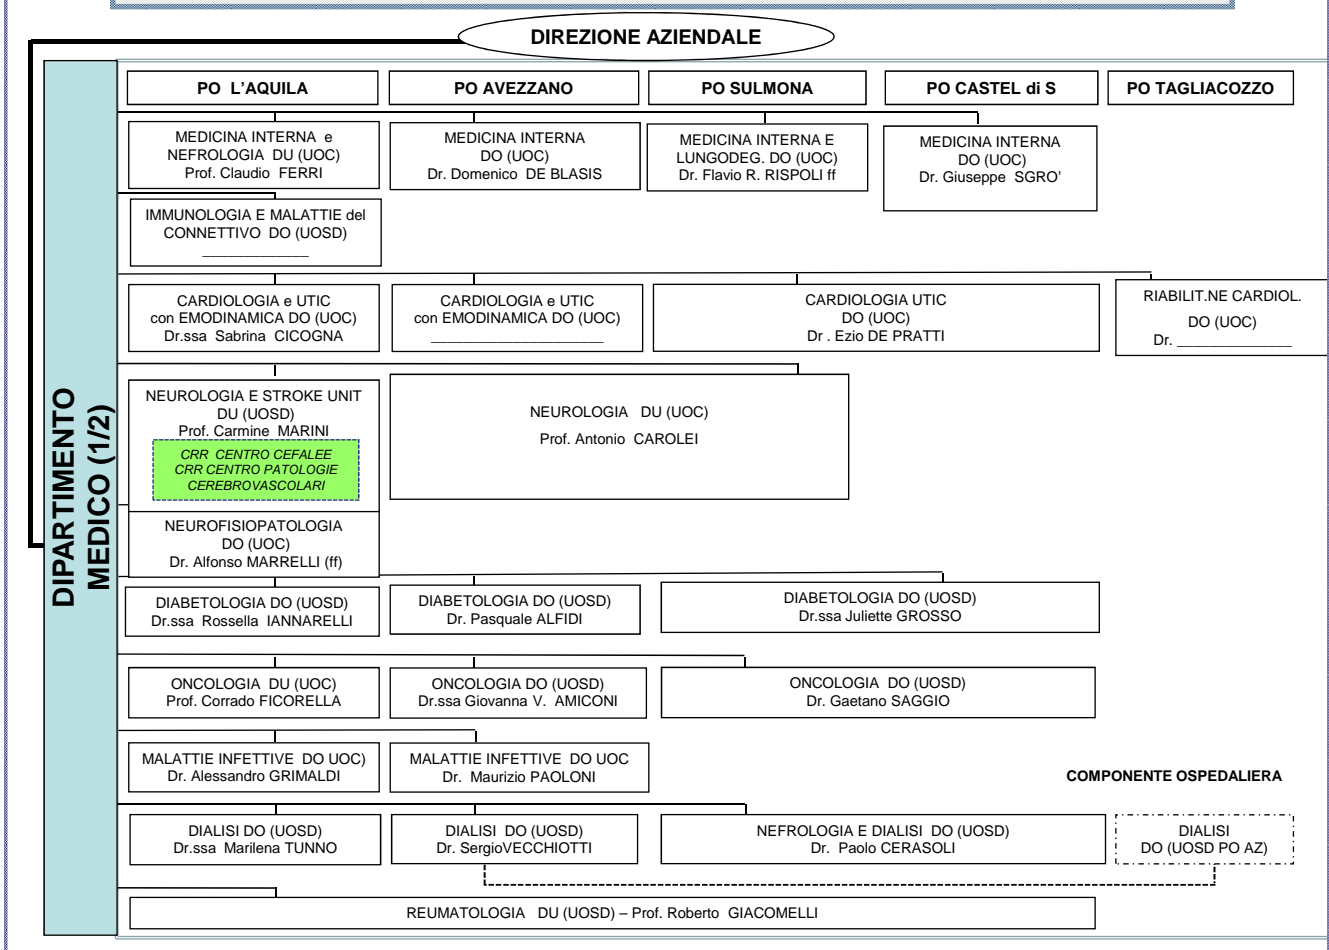 DIREZIONE AZIENDALE
DIPARTIMENTO
MEDICO (1/2)
PO L'AQUILA
PO AVEZZANO
PO SULMONA
PO CASTEL di S
PO TAGLIACOZZO
MEDICINA INTERNA e
NEFROLOGIA DU (UOC)
Prof. Claudio FERRI
MEDICINA INTERNA
DO (UOC)
Dr. Domenico DE BLASIS
MEDICINA INTERNA E
LUNGODEG. DO (UOC)
Dr. Flavio R. RISPOLI ff
MEDICINA INTERNA
DO (UOC)
Dr. Giuseppe SGRO'
IMMUNOLOGIA E MALATTIE del
CONNETTIVO DO (UOSD)
_____________
CARDIOLOGIA e UTIC
con EMODINAMICA DO (UOC)
Dr.ssa Sabrina CICOGNA
CARDIOLOGIA e UTIC
con EMODINAMICA DO (UOC)
_____________________
CARDIOLOGIA UTIC
DO (UOC)
Dr . Ezio DE PRATTI
RIABILIT.NE CARDIOL.
DO (UOC)
Dr. ______________
NEUROLOGIA E STROKE UNIT
DU (UOSD)
Prof. Carmine MARINI
CRR CENTRO CEFALEE
CRR CENTRO PATOLOGIE
CEREBROVASCOLARI
NEUROLOGIA DU (UOC)
Prof. Antonio CAROLEI
NEUROFISIOPATOLOGIA
DO (UOC)
Dr. Alfonso MARRELLI (ff)
DIABETOLOGIA DO (UOSD)
Dr.ssa Rossella IANNARELLI
DIABETOLOGIA DO (UOSD)
Dr. Pasquale ALFIDI
DIABETOLOGIA DO (UOSD)
Dr.ssa Juliette GROSSO
ONCOLOGIA DU (UOC)
Prof. Corrado FICORELLA
ONCOLOGIA DO (UOSD)
Dr.ssa Giovanna V. AMICONI
ONCOLOGIA DO (UOSD)
Dr. Gaetano SAGGIO
MALATTIE INFETTIVE DO UOC)
Dr. Alessandro GRIMALDI
MALATTIE INFETTIVE DO UOC
Dr. Maurizio PAOLONI
COMPONENTE OSPEDALIERA
DIALISI DO (UOSD)
Dr.ssa Marilena TUNNO
DIALISI DO (UOSD)
Dr. SergioVECCHIOTTI
NEFROLOGIA E DIALISI DO (UOSD)
Dr. Paolo CERASOLI
DIALISI
DO (UOSD PO AZ)
REUMATOLOGIA DU (UOSD) – Prof. Roberto GIACOMELLI